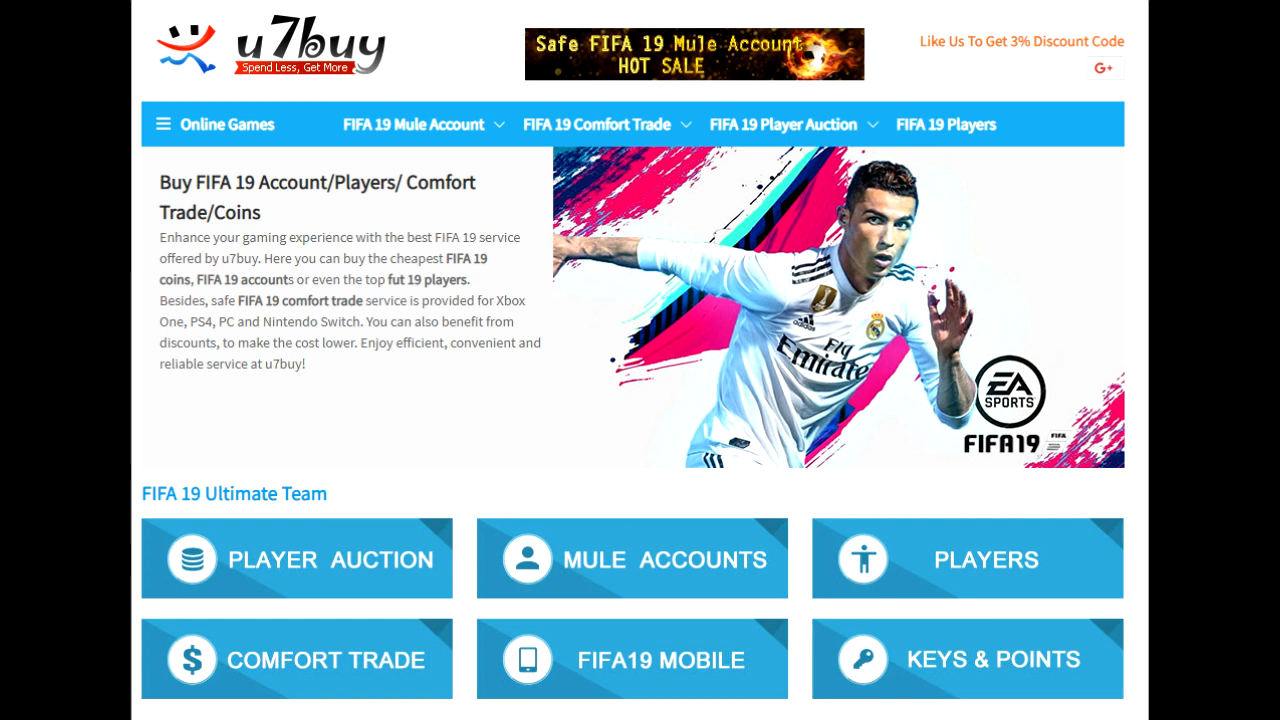 u7buy
Spend Less, Get More
Safe FIFA 19 Mule Account
HOT SALE
Like Us To Get 3% Discount Code
G+
Online Games
FIFA 19 Mule Account
FIFA 19 Comfort Trade
FIFA 19 Player Auction
FIFA 19 Players
Buy FIFA 19 Account/Players/ Comfort
Trade/Coins
Enhance your gaming experience with the best FIFA 19 service
offered by u7buy. Here you can buy the cheapest FIFA 19
coins, FIFA 19 accounts or even the top fut 19 players.
Besides, safe FIFA 19 comfort trade service is provided for Xbox
One, PS4, PC and Nintendo Switch. You can also benefit from
discounts, to make the cost lower. Enjoy efficient, convenient and
reliable service at u7buy!
adidas
Fly
Emirates
EA
SPORTS
FIFA19
FIFA
FIFA 19 Ultimate Team
PLAYER AUCTION
MULE ACCOUNTS
PLAYERS
$ COMFORT TRADE
FIFA19 MOBILE
KEYS & POINTS